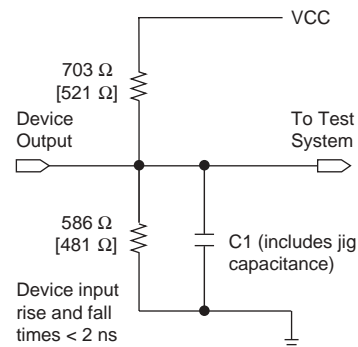 VCC
703 Ω
[521 Ω]
Device
Output
To Test
System
586 Ω
[481 Ω]
C1 (includes jig
capacitance)
Device input
rise and fall
times < 2 ns